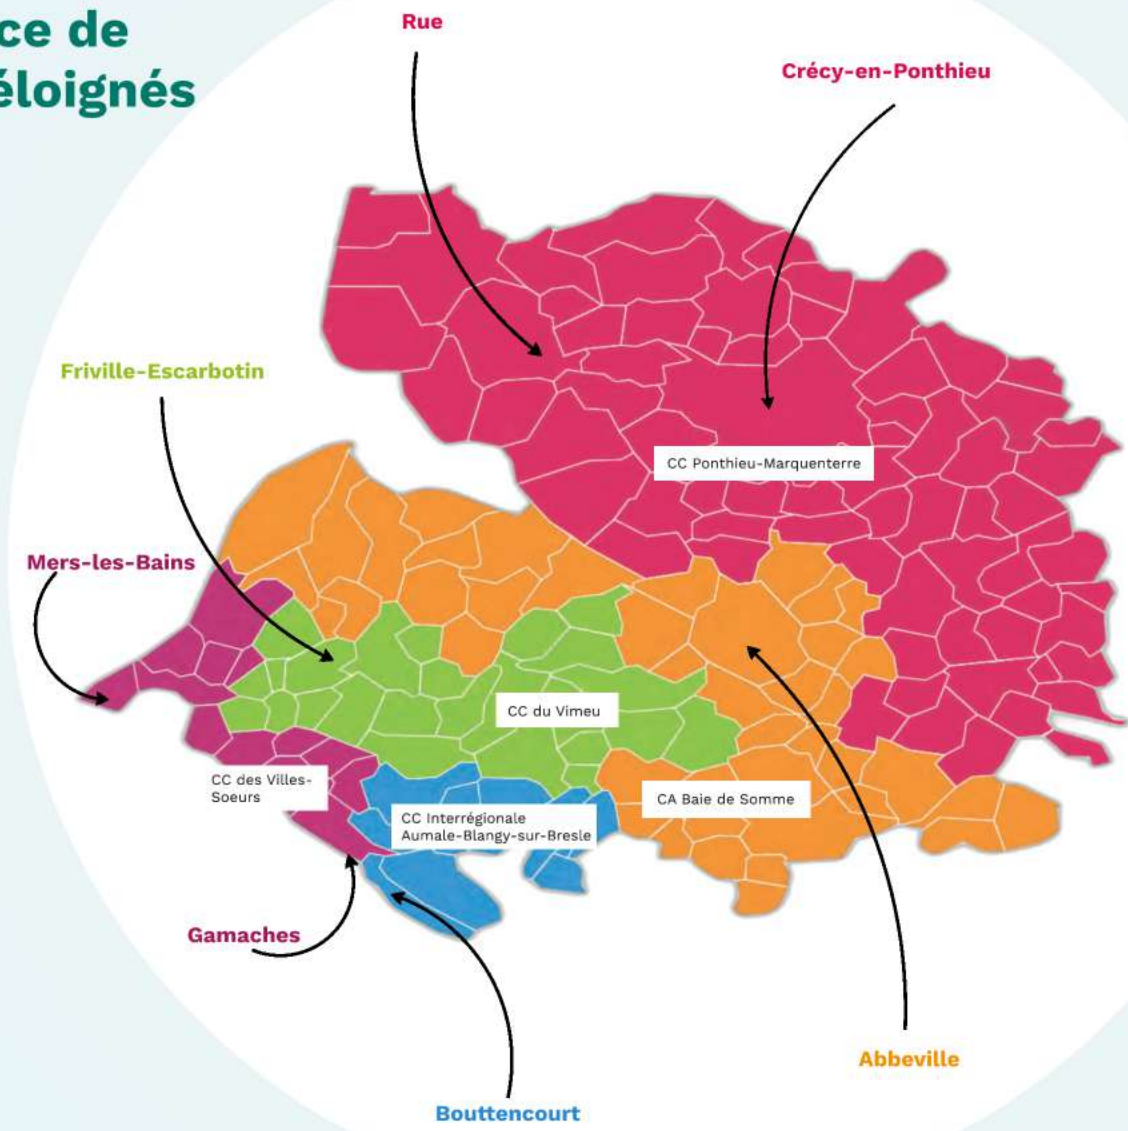 ce de
éloignés
Rue
Crécy-en-Ponthieu
Friville-Escarbotin
CC Ponthieu-Marquenterre
Mers-les-Bains
CC du Vimeu
CC des Villes-
Soeurs
CA Baie de Somme
CC Interrégionale
Aumale-Blangy-sur-Bresle
Gamaches
Abbeville
Bouttencourt